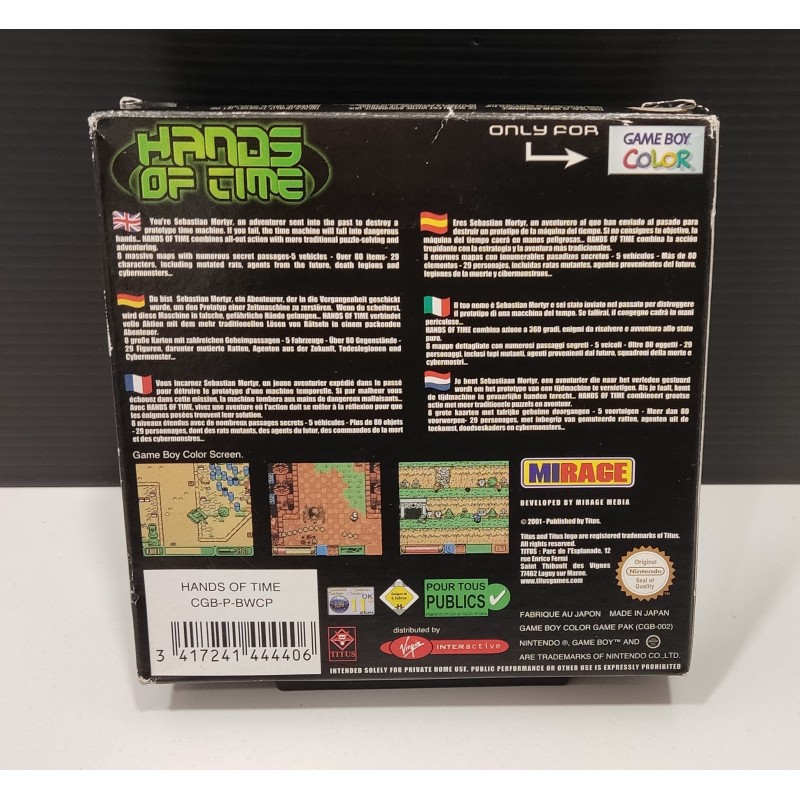 HANDS
OF TIME
ONLY FOR
GAME BOY
COLOR
You're Sebastian Mortyr, an adventurer sent into the past to destroy a
prototype time machine. If you fail, the time machine will fall into dangerous
hands... HANDS OF TIME combines all-out action with more traditional puzzle-solving and
adventuring.
8 massive maps with numerous secret passages-5 vehicles - Over 80 items- 29
characters, including mutated rats, agents from the future, death legions and
cybermonsters...
Du bist Sebastian Mortyr, ein Abenteurer, der in die Vergangenheit geschickt
wurde, um den Prototyp einer Zeitmaschine zu zerstören. Wenn du scheiterst,
wird diese Maschine in falsche, gefährliche Hände gelangen... HANDS OF TIME verbindet
volle Aktion mit dem mehr traditionellen Lösen von Rätseln in einem packenden
Abenteuer.
8 große Karten mit zahlreichen Geheimpassagen - 5 Fahrzeuge - Über 80 Gegenstände -
29 Figuren, darunter mutierte Ratten, Agenten aus der Zukunft, Todeslegionen und
Cybermonster...
Vous incarnez Sebastian Mortyr, un jeune aventurier expédié dans le passé
pour détruire le prototype d'une machine temporelle. Si par malheur vous
échouez dans cette mission, la machine tombera aux mains de dangereux malfaisants...
Avec HANDS OF TIME, vivez une aventure où l'action doit se mêler à la réflexion pour que
les énigmes posées trouvent leur solution.
8 niveaux étendus avec de nombreux passages secrets - 5 véhicules - Plus de 80 objets
- 29 personnages, dont des rats mutants, des agents du futur, des commandos de la mort
et des cybermonstres...
Eres Sebastian Mortyr, un aventurero al que han enviado al pasado para
destruir un prototipo de la máquina del tiempo. Si no consigues tu objetivo, la
máquina del tiempo caerá en manos peligrosas... HANDS OF TIME combina la acción
trepidante con la estrategia y la aventura más tradicionales.
8 enormes mapas con innumerables pasadizos secretos - 5 vehículos - Más de 80
elementos - 29 personajes, incluidas ratas mutantes, agentes provenientes del futuro,
legiones de la muerte y cibermonstruos...
Il tuo nome è Sebastian Mortyr e sei stato inviato nel passato per distruggere
il prototipo di una macchina del tempo. Se fallirai, il congegno cadrà in mani
pericolose...
HANDS OF TIME combina azione a 360 gradi, enigmi da risolvere e avventura allo stato
puro.
8 mappe dettagliate con numerosi passaggi segreti - 5 veicoli - Oltre 80 oggetti - 29
personaggi, inclusi topi mutanti, agenti provenienti dal futuro, squadroni della morte e
cybermostri...
Je bent Sebastiaan Mortyr, een avonturier die naar het verleden gestuurd
wordt om het prototype van een tijdmachine te vernietigen. Als je faalt, komt
de tijdmachine in gevaarlijke handen terecht... HANDS OF TIME combineert grootse
actie met meer traditionele puzzels en avontuur.
8 grote kaarten met talrijke geheime doorgangen - 5 voertuigen - Meer dan 80
voorwerpen- 29 personages, met inbegrip van gemuteerde ratten, agenten uit de
toekomst, doodseskaders en cybermonsters...
Game Boy Color Screen.
MIRAGE
DEVELOPED BY MIRAGE MEDIA
© 2001 - Published by Titus.
Titus and Titus logo are registered trademarks of Titus.
All rights reserved.
TITUS : Parc de l'Esplanade, 12
rue Enrico Fermi
Saint Thibault des Vignes
77462 Lagny sur Marne.
www.titusgames.com
Original
Nintendo
Seal of
Quality
HANDS OF TIME
CGB-P-BWCP
3 417241 444406
OK
11
POUR TOUS
PUBLICS
TITUS
distributed by
Virgin
INTERactive
FABRIQUE AU JAPON MADE IN JAPAN
GAME BOY COLOR GAME PAK (CGB-002)
NINTENDO ®, GAME BOY™ AND
ARE TRADEMARKS OF NINTENDO CO.,LTD.
INTENDED SOLELY FOR PRIVATE HOME USE. PUBLIC PERFORMANCE OR OTHER USE IS EXPRESSLY PROHIBITED